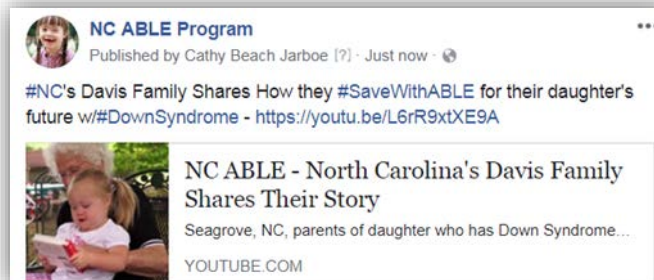 NC ABLE Program
Published by Cathy Beach Jarboe [?] · Just now ·
#NC's Davis Family Shares How they #SaveWithABLE for their daughter's
future w/#DownSyndrome - https://youtu.be/L6rR9xtXE9A
NC ABLE - North Carolina's Davis Family
Shares Their Story
Seagrove, NC, parents of daughter who has Down Syndrome...
YOUTUBE.COM